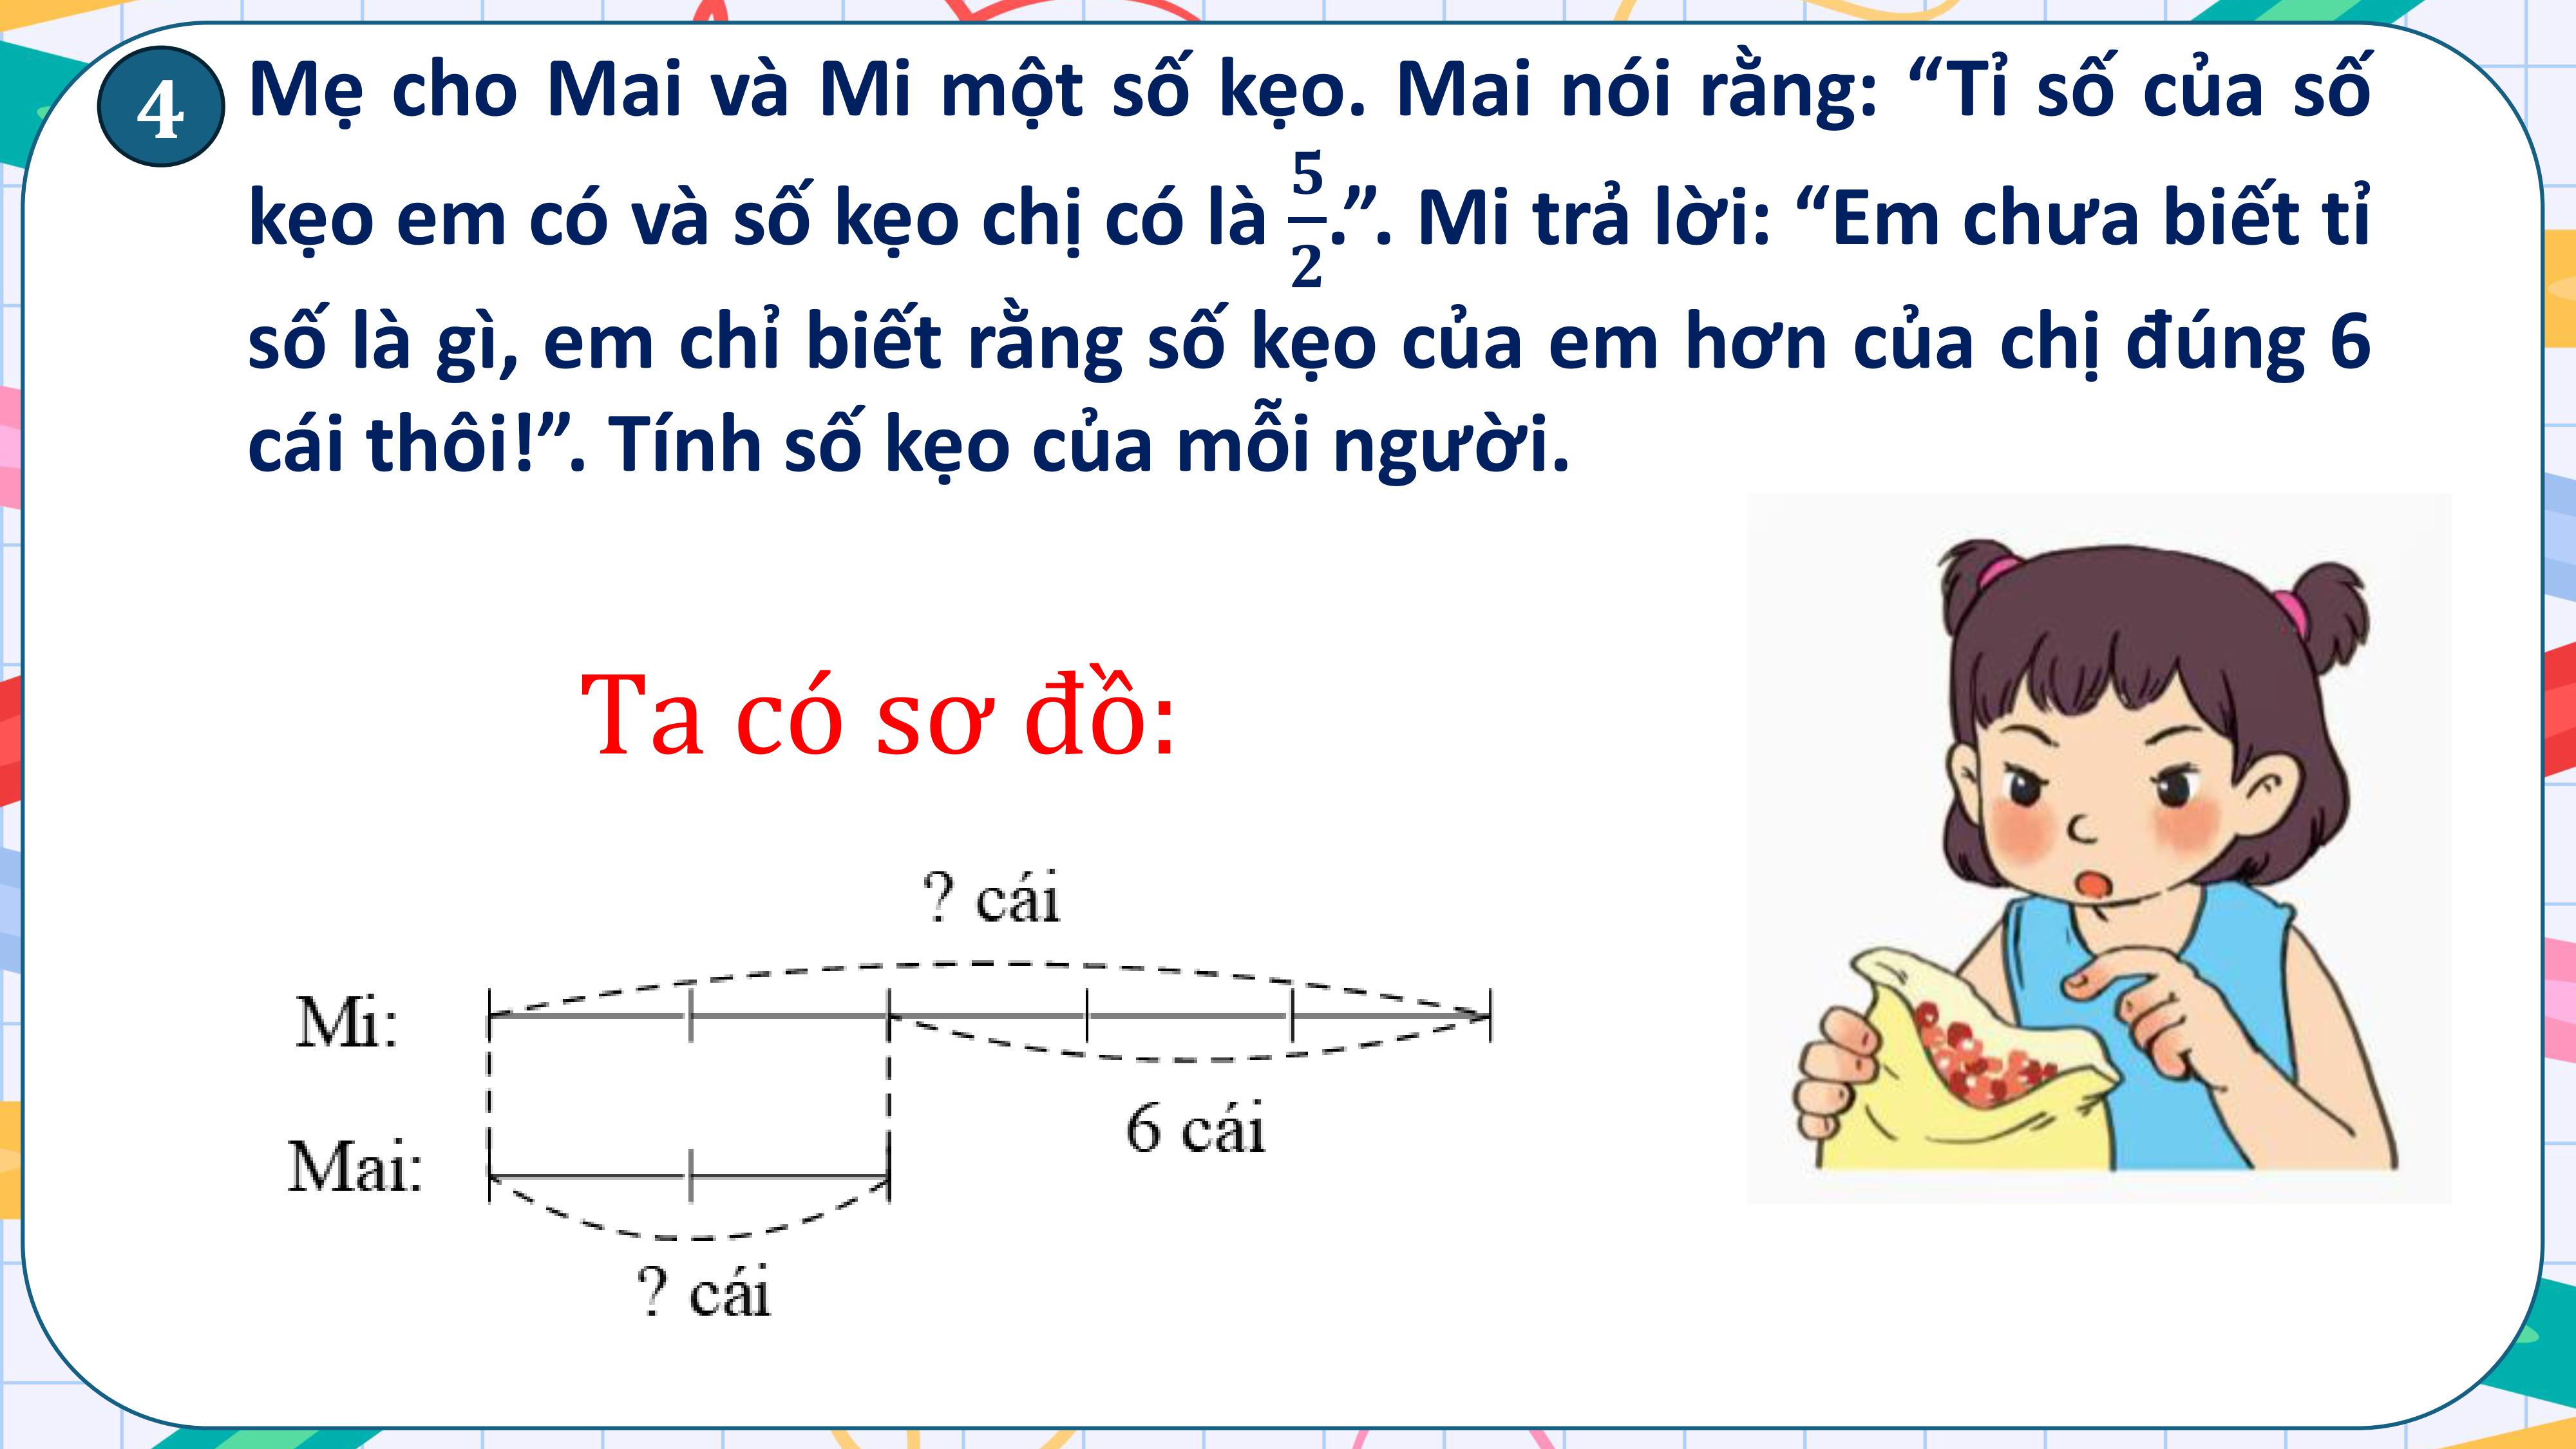 4
Mẹ cho Mai và Mi một số kẹo. Mai nói rằng: “Tỉ số của số
kẹo em có và số kẹo chị có là 5/2.”. Mi trả lời: “Em chưa biết tỉ
số là gì, em chỉ biết rằng số kẹo của em hơn của chị đúng 6
cái thôi!”. Tính số kẹo của mỗi người.
Ta có sơ đồ:
? cái
Mi:
6 cái
Mai:
? cái